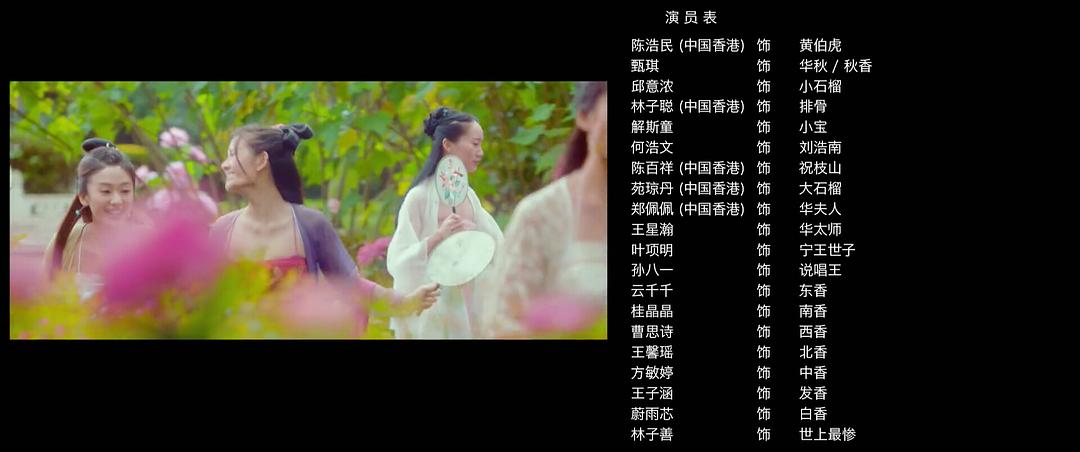 演员表
陈浩民 (中国香港) 饰 黄伯虎
甄琪 饰 华秋 / 秋香
邱意浓 饰 小石榴
林子聪 (中国香港) 饰 排骨
解斯童 饰 小宝
何浩文 饰 刘浩南
陈百祥 (中国香港) 饰 祝枝山
苑琼丹 (中国香港) 饰 大石榴
郑佩佩 (中国香港) 饰 华夫人
王星瀚 饰 华太师
叶项明 饰 宁王世子
孙八一 饰 说唱王
云千千 饰 东香
桂晶晶 饰 南香
曹思诗 饰 西香
王馨瑶 饰 北香
方敏婷 饰 中香
王子涵 饰 发香
蔚雨芯 饰 白香
林子善 饰 世上最惨